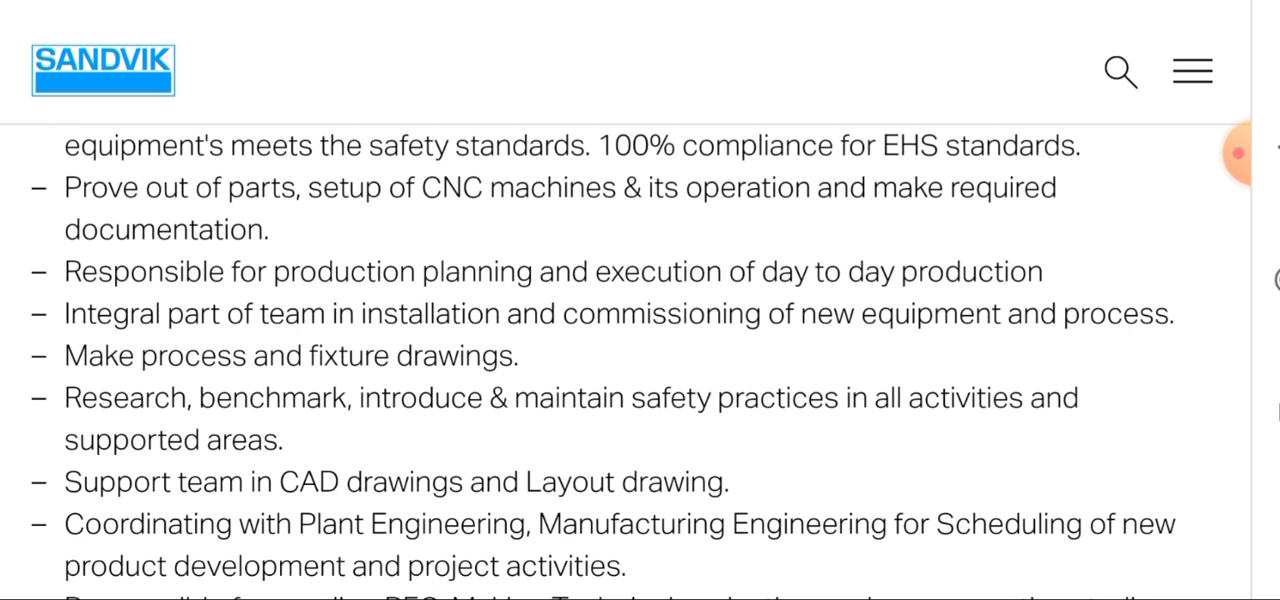 SANDVIK
equipment's meets the safety standards. 100% compliance for EHS standards.
– Prove out of parts, setup of CNC machines & its operation and make required
documentation.
– Responsible for production planning and execution of day to day production
– Integral part of team in installation and commissioning of new equipment and process.
– Make process and fixture drawings.
– Research, benchmark, introduce & maintain safety practices in all activities and
supported areas.
– Support team in CAD drawings and Layout drawing.
– Coordinating with Plant Engineering, Manufacturing Engineering for Scheduling of new
product development and project activities.